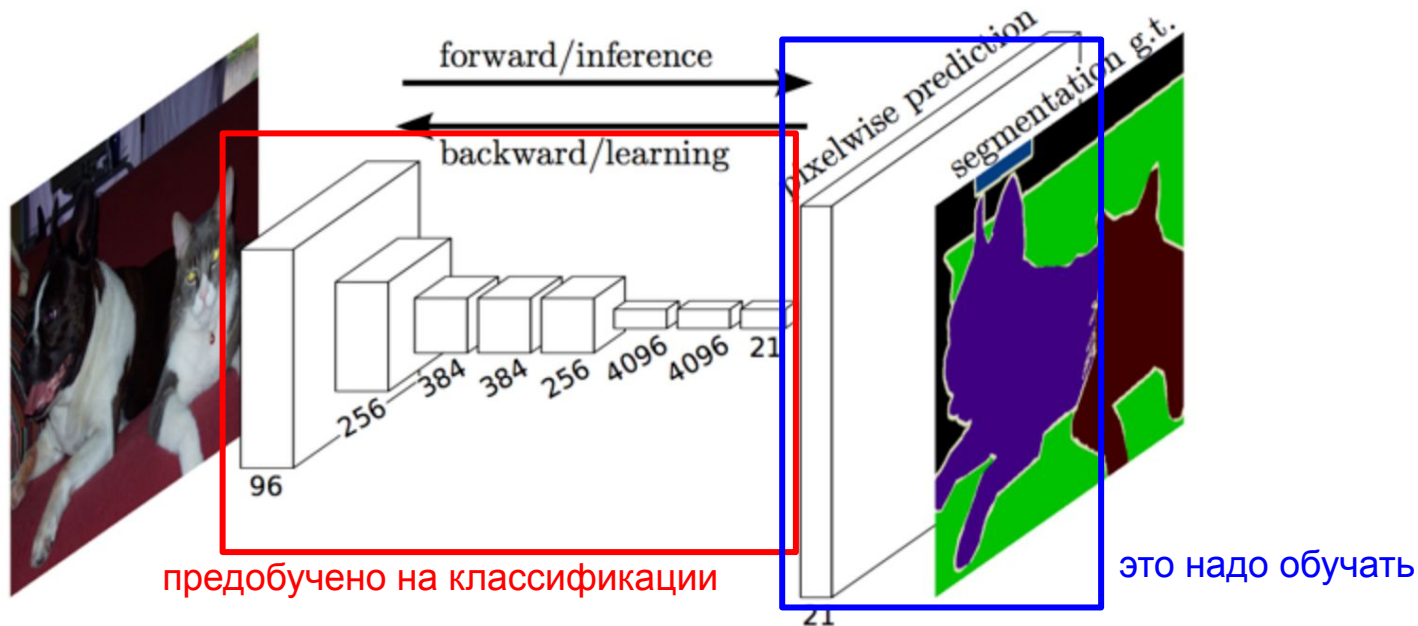 forward/inference
backward/learning
pixelwise prediction
segmentation g.t.
96
256
384
384
256
4096
4096
21
21
предобучено на классификации
это надо обучать